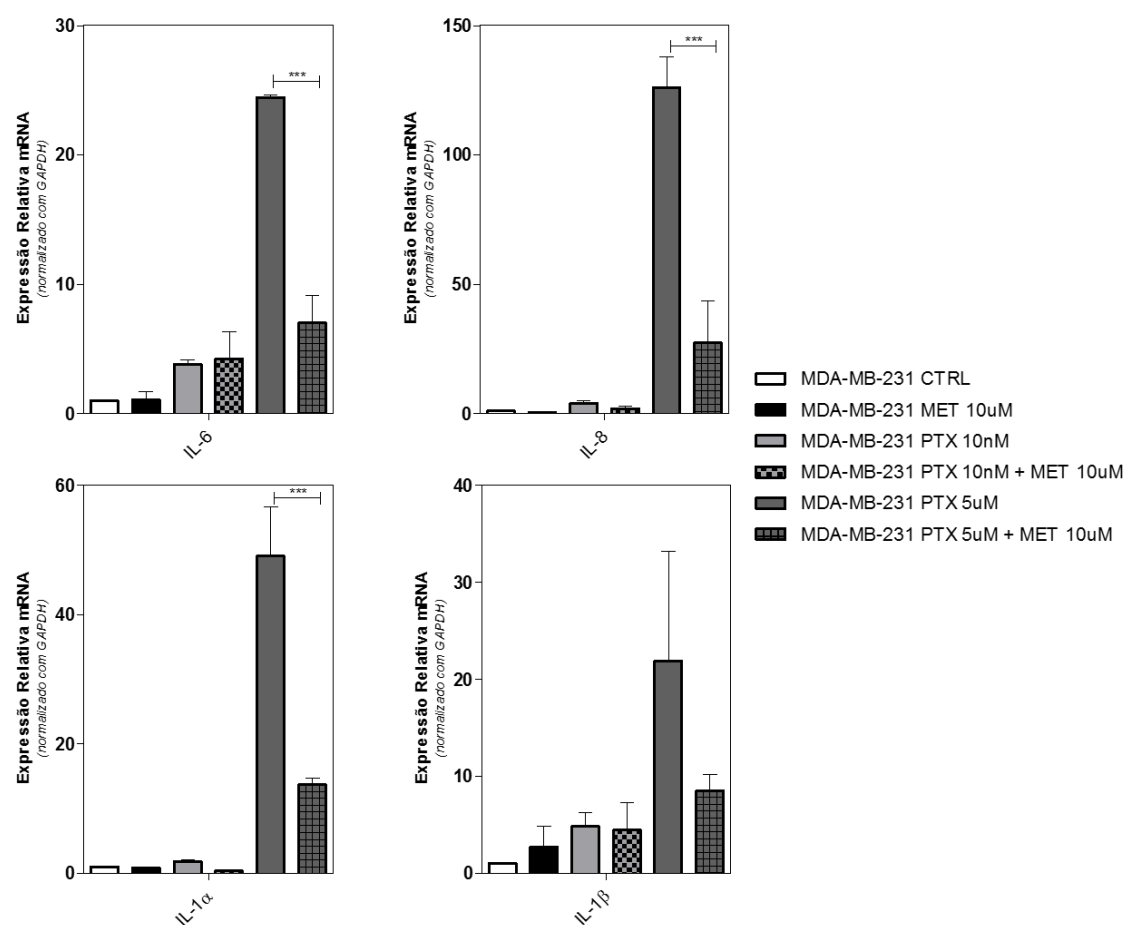 Expressão Relativa mRNA
(normalizado com GAPDH)
30
20
10
0
***
IL-6
Expressão Relativa mRNA
(normalizado com GAPDH)
150
100
50
0
***
IL-8
Expressão Relativa mRNA
(normalizado com GAPDH)
60
40
20
0
***
IL-1α
Expressão Relativa mRNA
(normalizado com GAPDH)
40
30
20
10
0
IL-1β
MDA-MB-231 CTRL
MDA-MB-231 MET 10uM
MDA-MB-231 PTX 10nM
MDA-MB-231 PTX 10nM + MET 10uM
MDA-MB-231 PTX 5uM
MDA-MB-231 PTX 5uM + MET 10uM